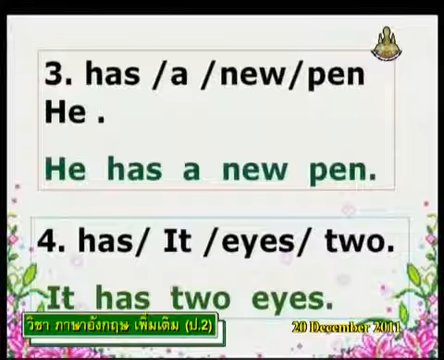 3. has /a /new/pen
He .
He has a new pen.
4. has/ It /eyes/ two.
It has two eyes.
วิชา ภาษาอังกฤษ เพิ่มเติม (ป.2)
20 December 2011